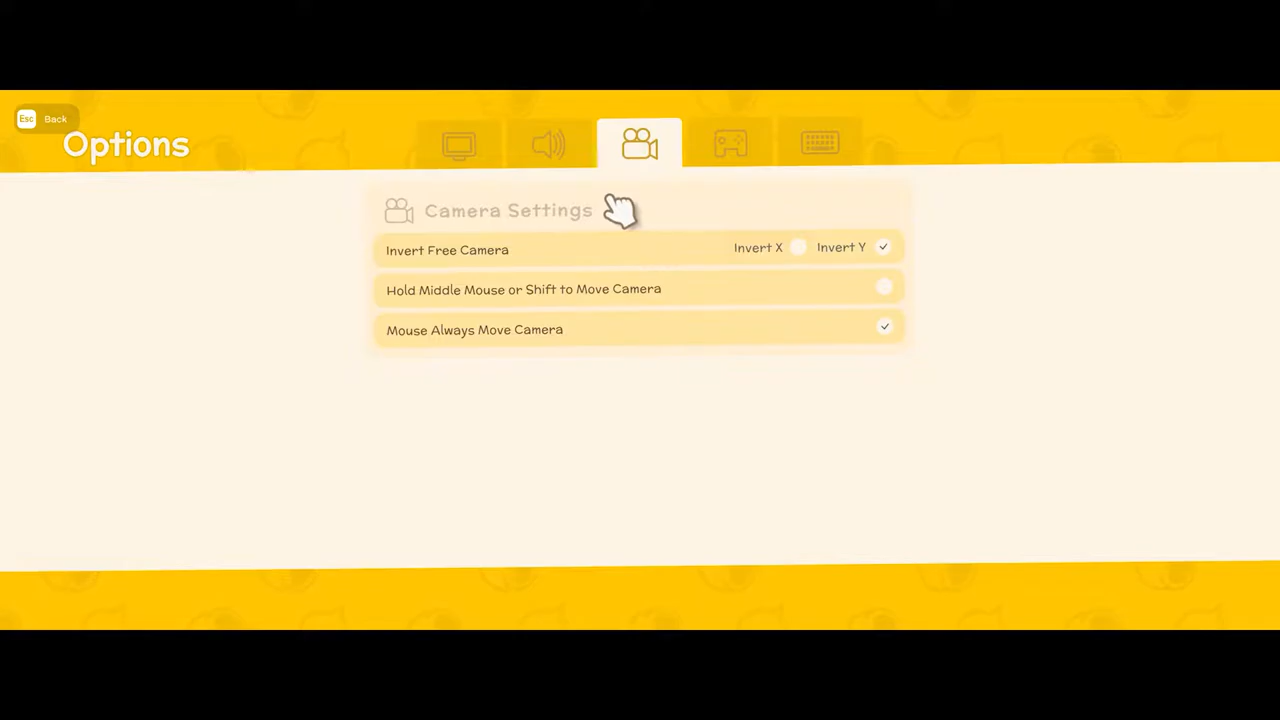 Esc Back
Options
Camera Settings
Invert Free Camera Invert X Invert Y
Hold Middle Mouse or Shift to Move Camera
Mouse Always Move Camera